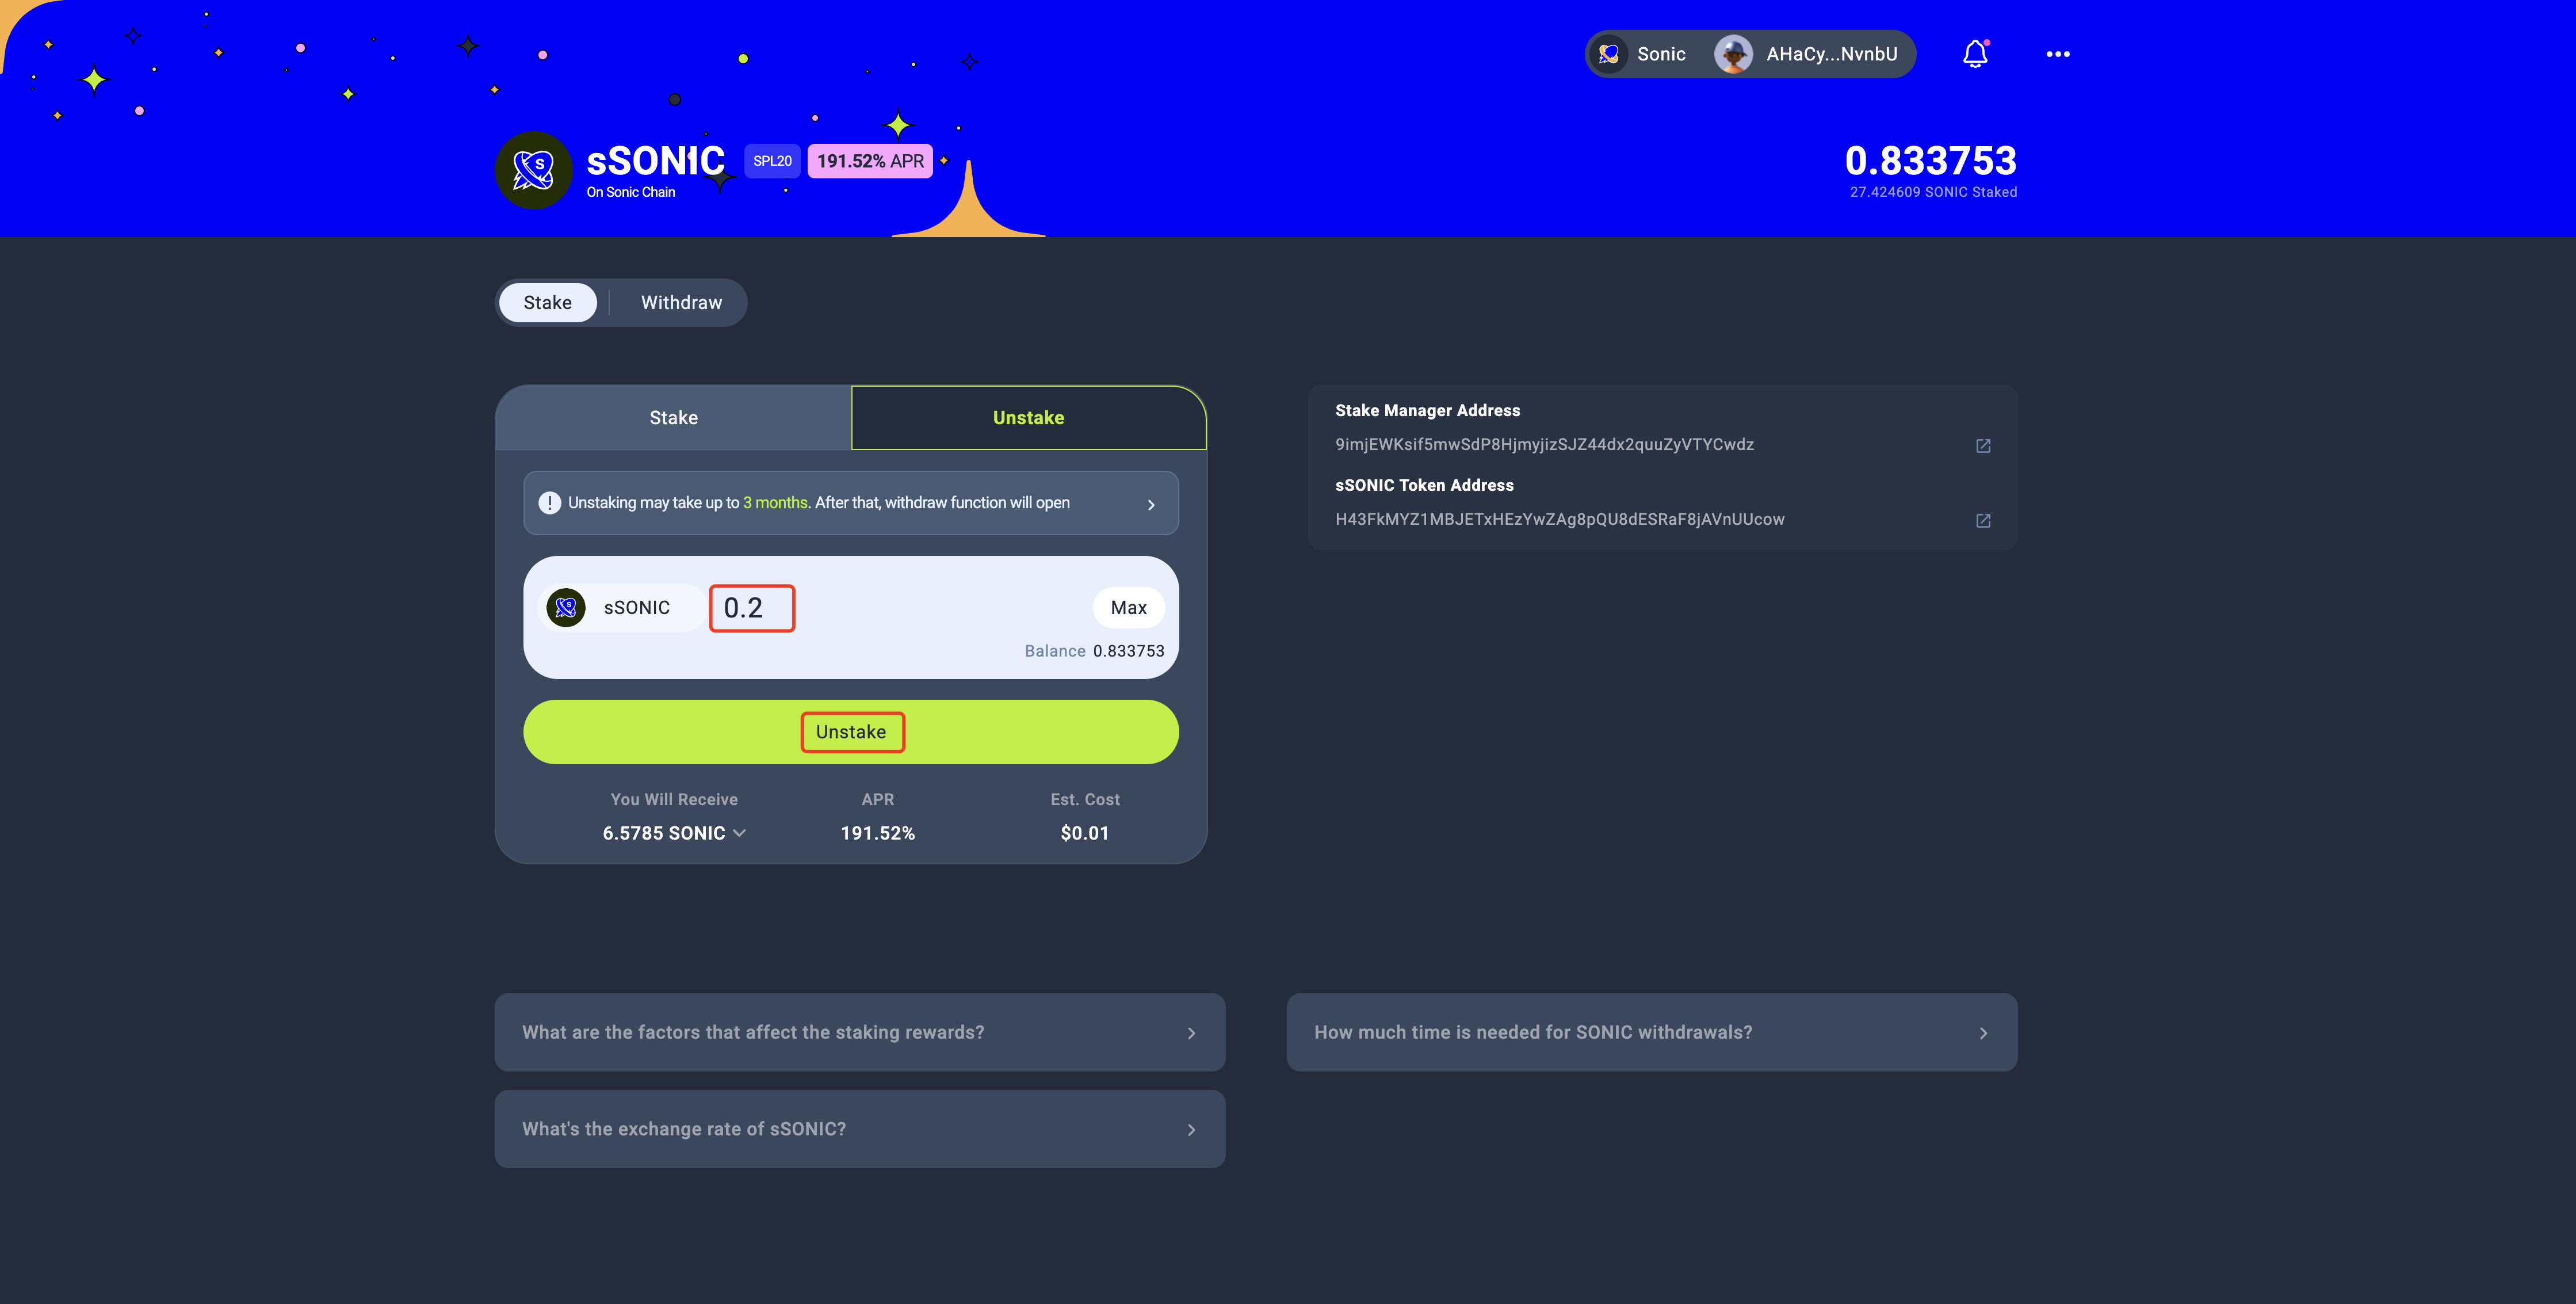 Sonic AHaCy...NvnbU
sSONIC SPL20 191.52% APR
On Sonic Chain
0.833753
27.424609 SONIC Staked
Stake Withdraw
Stake Unstake
Unstaking may take up to 3 months. After that, withdraw function will open
sSONIC 0.2 Max
Balance 0.833753
Unstake
You Will Receive APR Est. Cost
6.5785 SONIC 191.52% $0.01
Stake Manager Address
9imjEWKsif5mwSdP8HjmyjizSJZ44dx2quuZyVTYCwdz
sSONIC Token Address
H43FkMYZ1MBJETxHEzYwZAg8pQU8dESRaF8jAVnUUcow
What are the factors that affect the staking rewards?
How much time is needed for SONIC withdrawals?
What's the exchange rate of sSONIC?